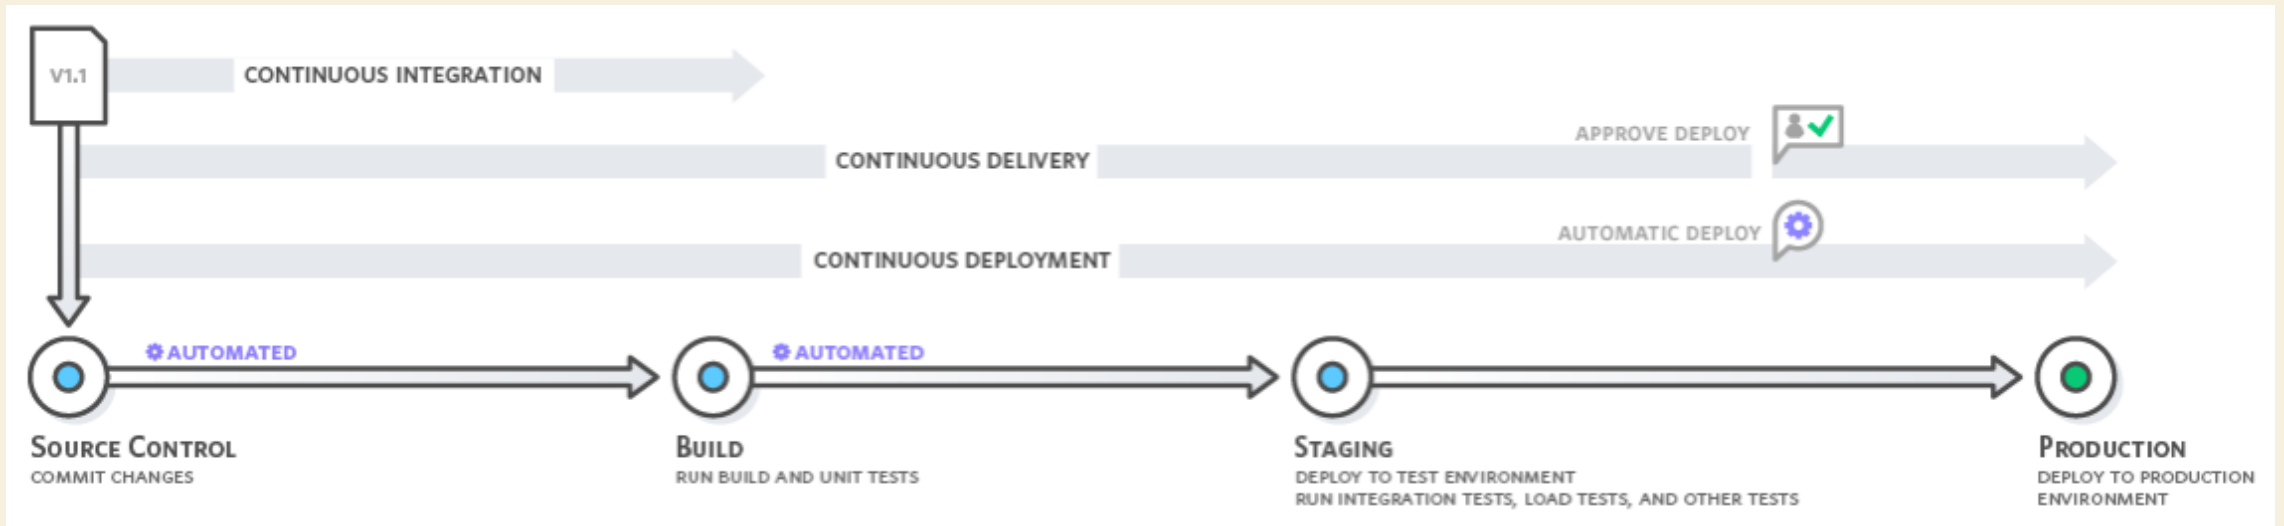 V1.1
CONTINUOUS INTEGRATION
APPROVE DEPLOY
CONTINUOUS DELIVERY
AUTOMATIC DEPLOY
CONTINUOUS DEPLOYMENT
AUTOMATED
AUTOMATED
SOURCE CONTROL
COMMIT CHANGES
BUILD
RUN BUILD AND UNIT TESTS
STAGING
DEPLOY TO TEST ENVIRONMENT
RUN INTEGRATION TESTS, LOAD TESTS, AND OTHER TESTS
PRODUCTION
DEPLOY TO PRODUCTION
ENVIRONMENT